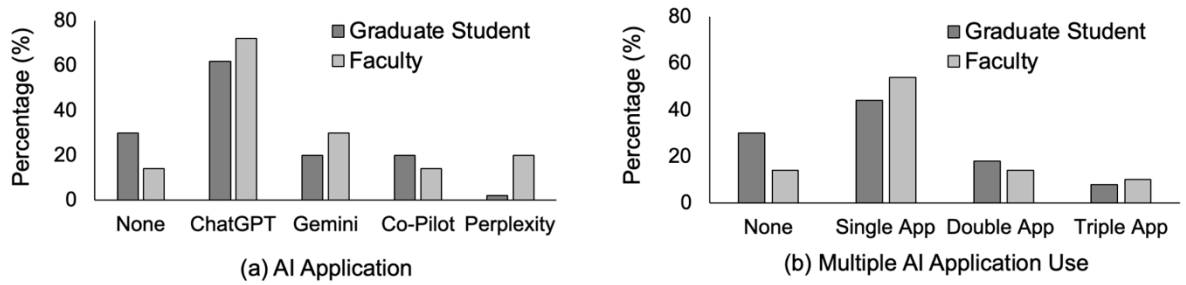 Percentage (%)
80
60
40
20
0
Graduate Student
Faculty
None ChatGPT Gemini Co-Pilot Perplexity
(a) AI Application
Percentage (%)
80
60
40
20
0
Graduate Student
Faculty
None Single App Double App Triple App
(b) Multiple AI Application Use